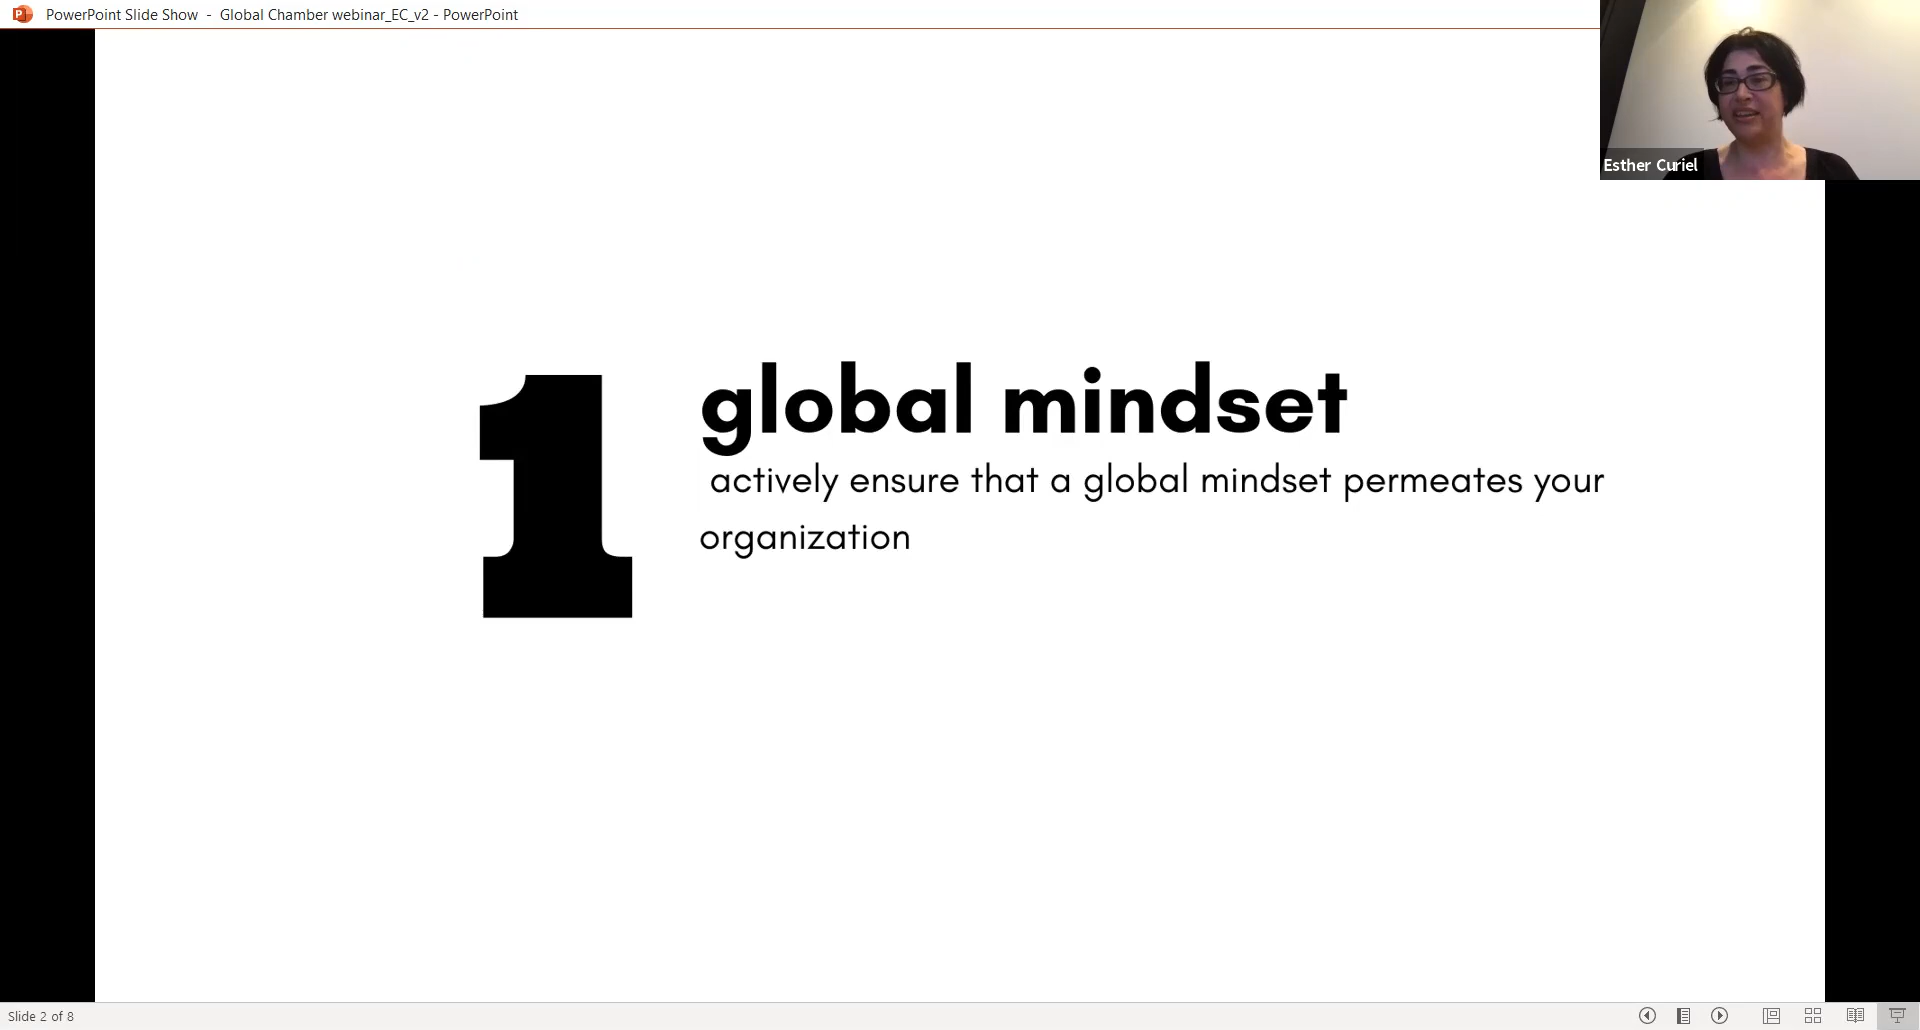 PowerPoint Slide Show - Global Chamber webinar_EC_v2 - PowerPoint
Esther Curiel
1
global mindset
actively ensure that a global mindset permeates your
organization
Slide 2 of 8